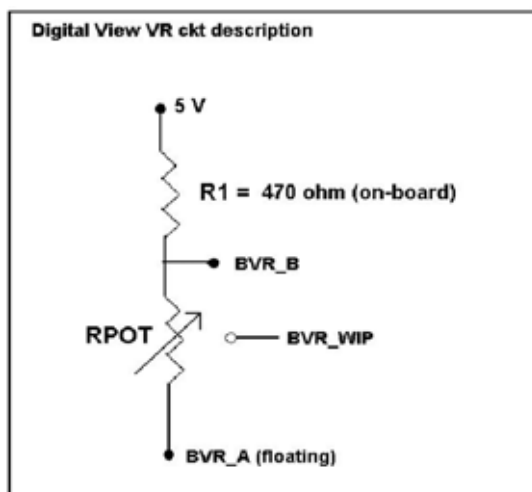 Digital View VR ckt description
5 V
R1 = 470 ohm (on-board)
BVR_B
RPOT
BVR_WIP
BVR_A (floating)